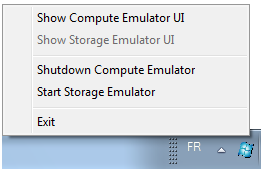 Show Compute Emulator UI
Show Storage Emulator UI
Shutdown Compute Emulator
Start Storage Emulator
Exit
FR